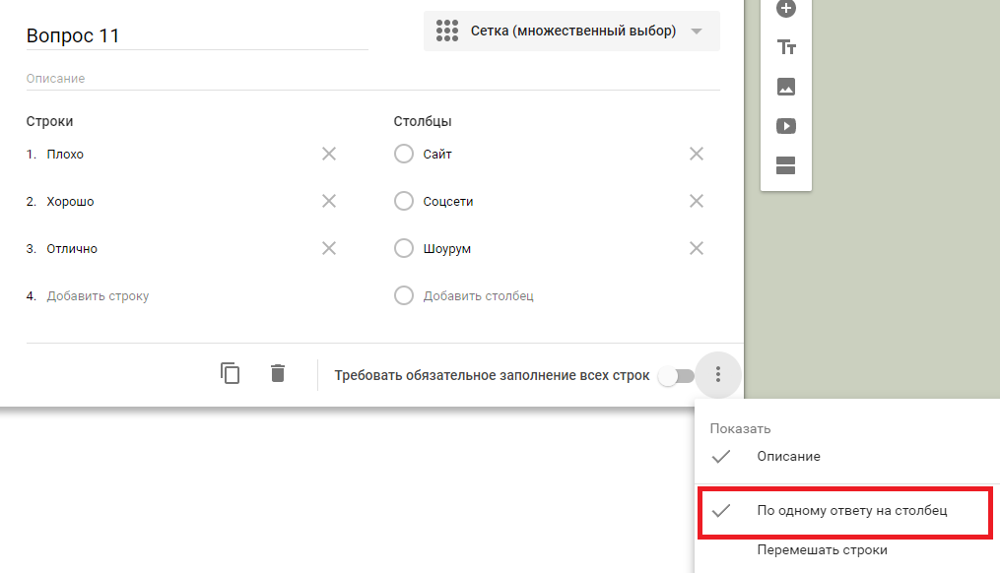 Вопрос 11
Сетка (множественный выбор)
Описание
Строки
Столбцы
1. Плохо
Сайт
2. Хорошо
Соцсети
3. Отлично
Шоурум
4. Добавить строку
Добавить столбец
Требовать обязательное заполнение всех строк
Показать
Описание
По одному ответу на столбец
Перемешать строки